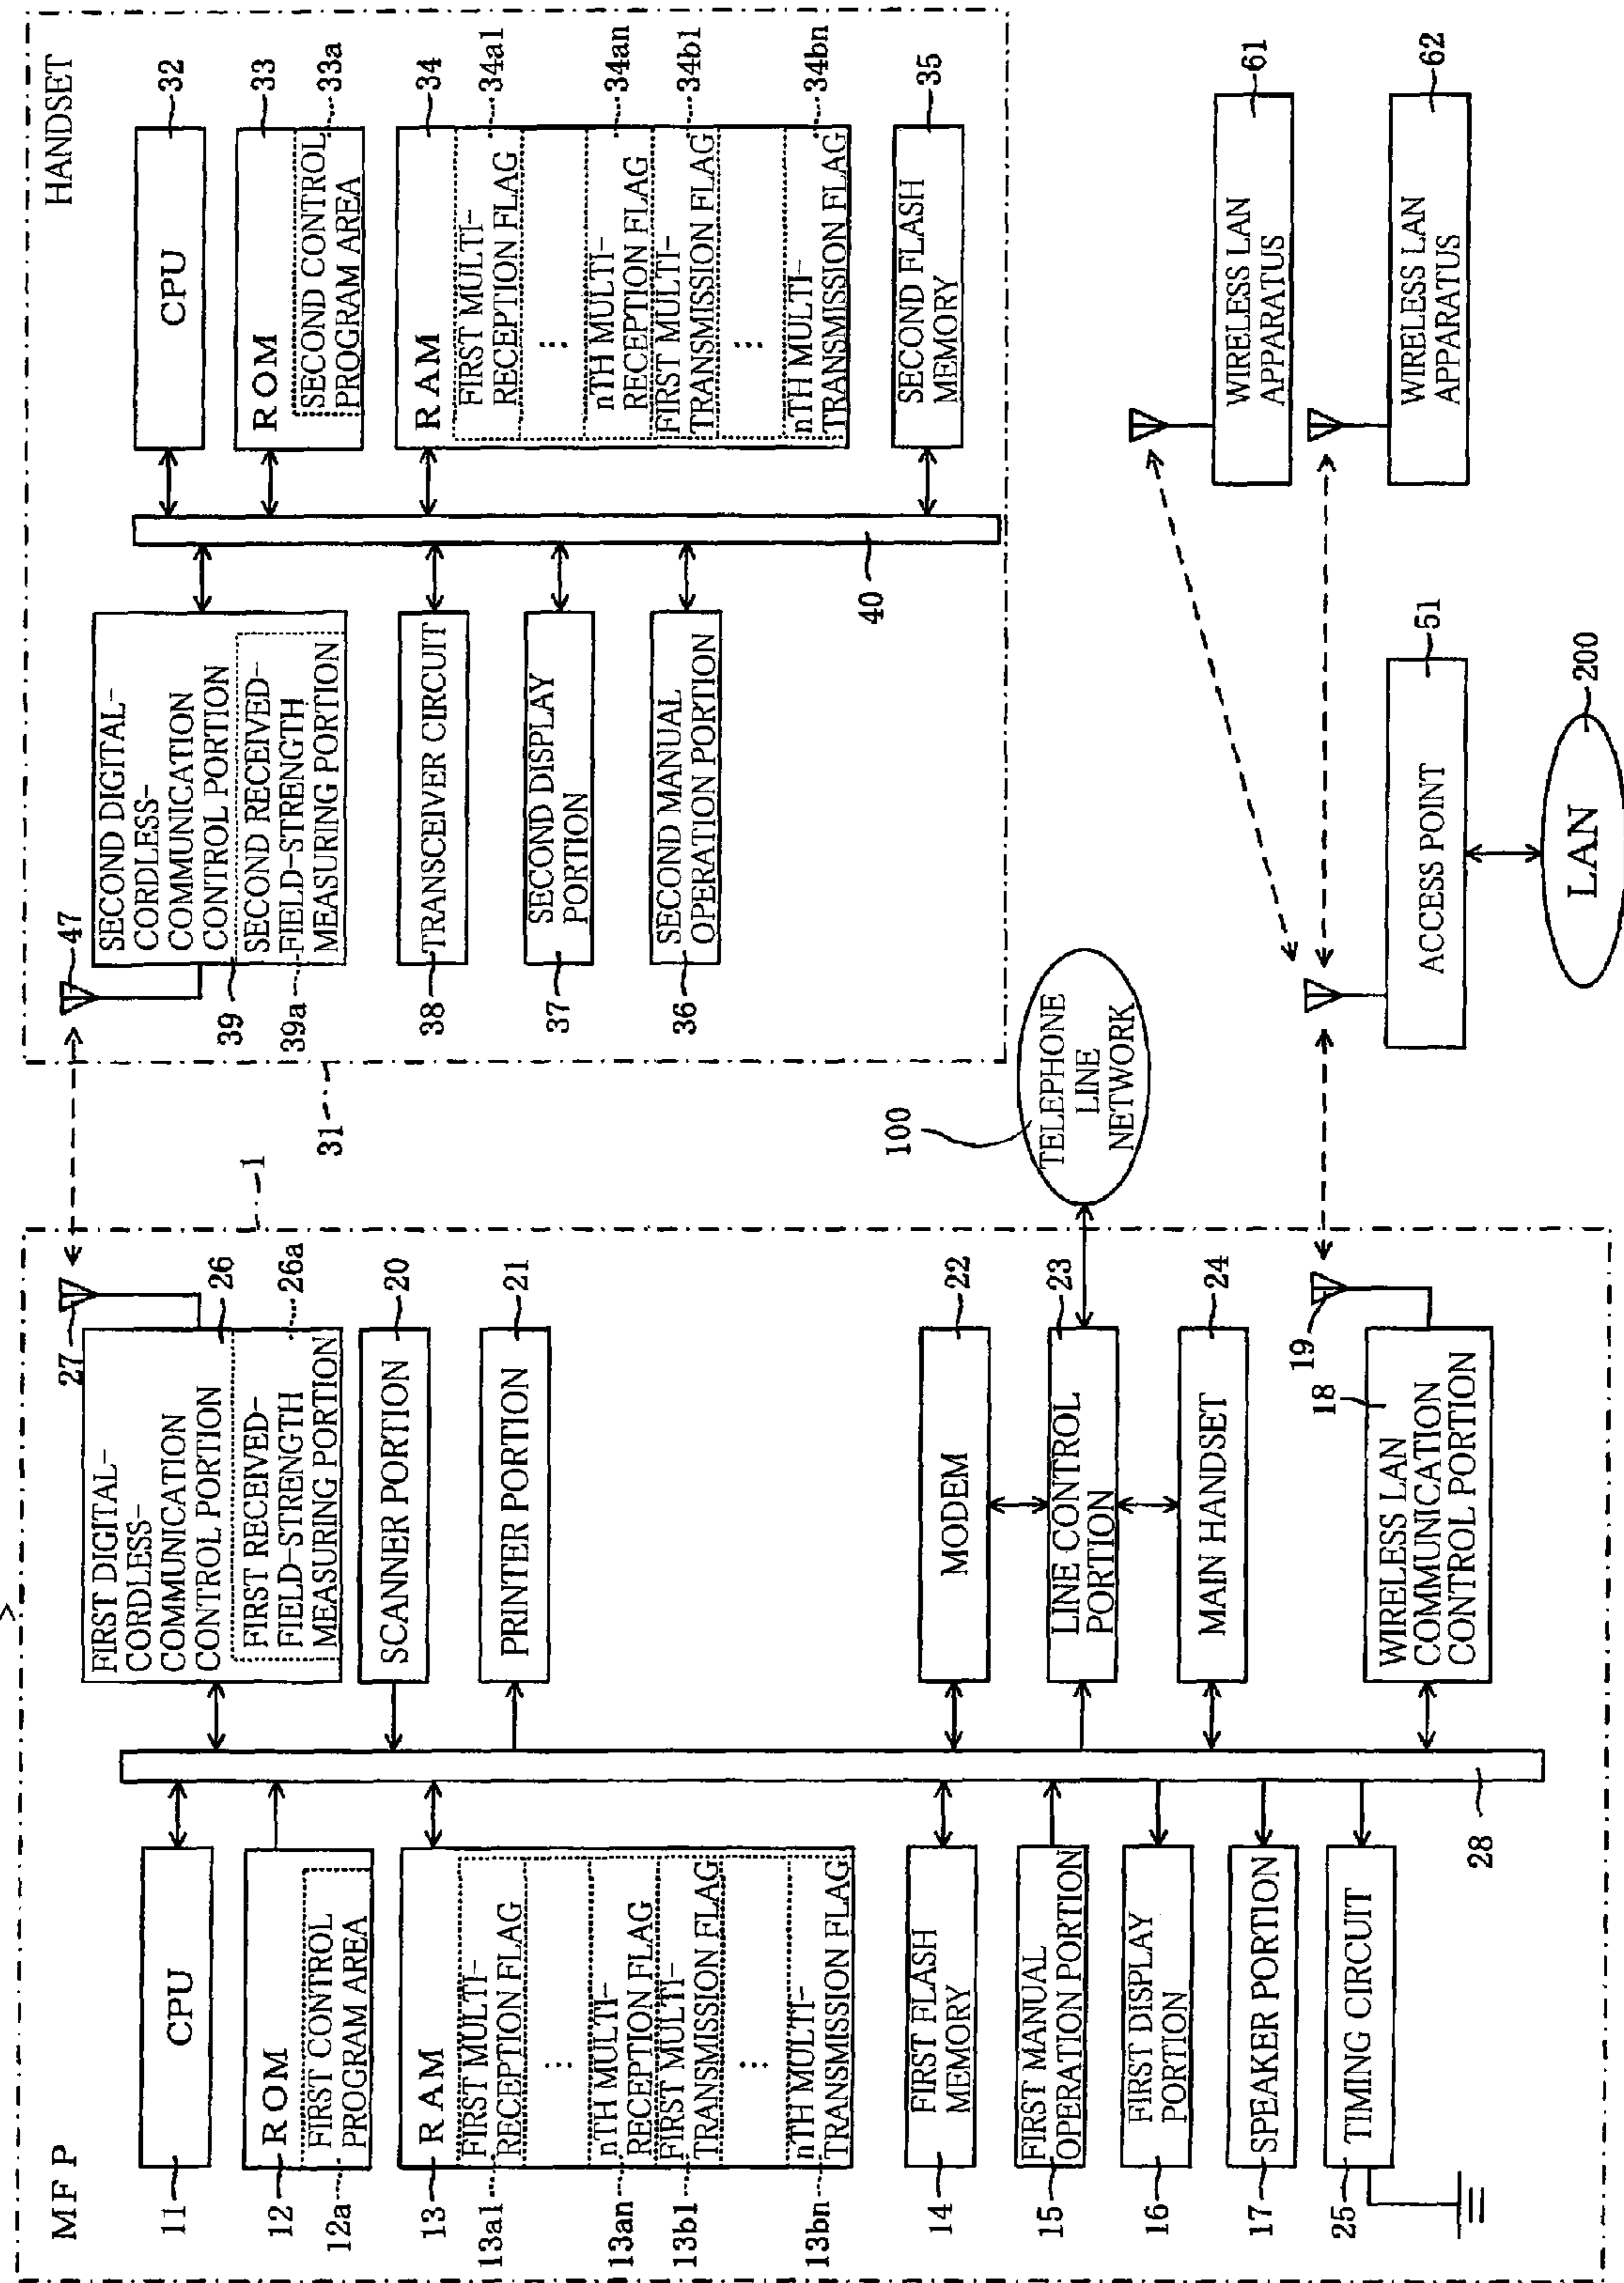 MFP
11
CPU
12
ROM
12a
FIRST CONTROL
PROGRAM AREA
13
RAM
13a1
FIRST MULTI-
RECEPTION FLAG
⋮
13an
nTH MULTI-
RECEPTION FLAG
13b1
FIRST MULTI-
TRANSMISSION FLAG
⋮
13bn
nTH MULTI-
TRANSMISSION FLAG
14
FIRST FLASH
MEMORY
15
FIRST MANUAL
OPERATION PORTION
16
FIRST DISPLAY
PORTION
17
SPEAKER PORTION
25
TIMING CIRCUIT
28
27
FIRST DIGITAL-
CORDLESS-
COMMUNICATION
CONTROL PORTION
26
FIRST RECEIVED-
FIELD-STRENGTH
MEASURING PORTION
26a
SCANNER PORTION
20
PRINTER PORTION
21
MODEM
22
LINE CONTROL
PORTION
23
MAIN HANDSET
24
19
18
WIRELESS LAN
COMMUNICATION
CONTROL PORTION
1
31
100
TELEPHONE
LINE
NETWORK
HANDSET
47
SECOND DIGITAL-
CORDLESS-
COMMUNICATION
CONTROL PORTION
39
SECOND RECEIVED-
FIELD-STRENGTH
MEASURING PORTION
39a
38
TRANSCEIVER CIRCUIT
37
SECOND DISPLAY
PORTION
36
SECOND MANUAL
OPERATION PORTION
40
CPU
32
ROM
33
SECOND CONTROL
PROGRAM AREA
33a
RAM
34
FIRST MULTI-
RECEPTION FLAG
34a1
⋮
nTH MULTI-
RECEPTION FLAG
34an
FIRST MULTI-
TRANSMISSION FLAG
34b1
⋮
nTH MULTI-
TRANSMISSION FLAG
34bn
SECOND FLASH
MEMORY
35
ACCESS POINT
51
LAN
200
WIRELESS LAN
APPARATUS
61
WIRELESS LAN
APPARATUS
62